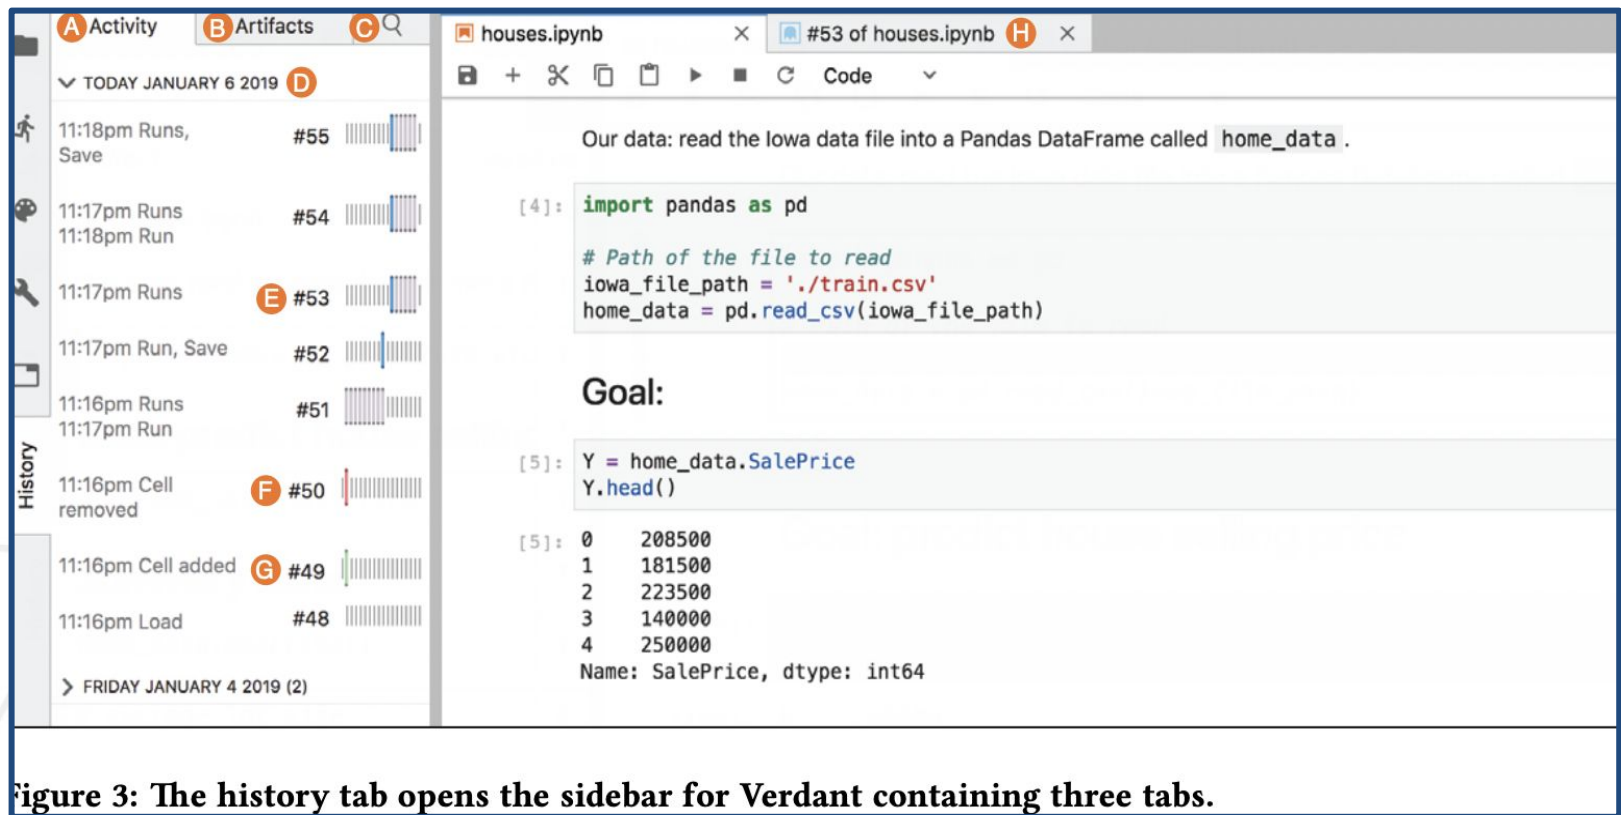 A Activity B Artifacts C
TODAY JANUARY 6 2019 D
11:18pm Runs, #55
Save
11:17pm Runs #54
11:18pm Run
11:17pm Runs E #53
11:17pm Run, Save #52
11:16pm Runs #51
11:17pm Run
11:16pm Cell F #50
removed
11:16pm Cell added G #49
11:16pm Load #48
FRIDAY JANUARY 4 2019 (2)
History
houses.ipynb #53 of houses.ipynb H
Code
Our data: read the Iowa data file into a Pandas DataFrame called home_data .
[4]: import pandas as pd
# Path of the file to read
iowa_file_path = './train.csv'
home_data = pd.read_csv(iowa_file_path)
Goal:
[5]: Y = home_data.SalePrice
Y.head()
[5]: 0 208500
1 181500
2 223500
3 140000
4 250000
Name: SalePrice, dtype: int64
Figure 3: The history tab opens the sidebar for Verdant containing three tabs.